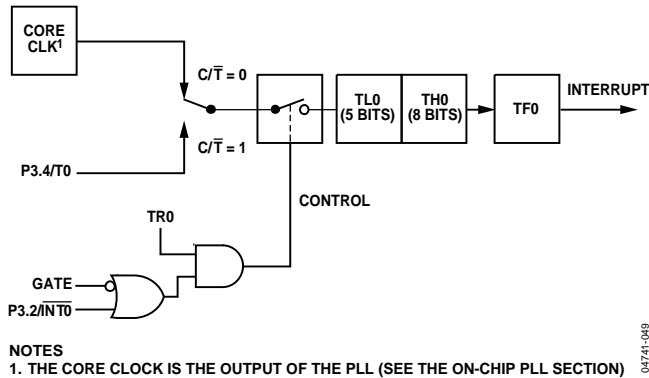 CORE
CLK¹
C/T̅ = 0
C/T̅ = 1
P3.4/T0
TL0
(5 BITS)
TH0
(8 BITS)
TF0
INTERRUPT
CONTROL
TR0
GATE
P3.2/I̅N̅T̅0̅
NOTES
1. THE CORE CLOCK IS THE OUTPUT OF THE PLL (SEE THE ON-CHIP PLL SECTION)
04741-049